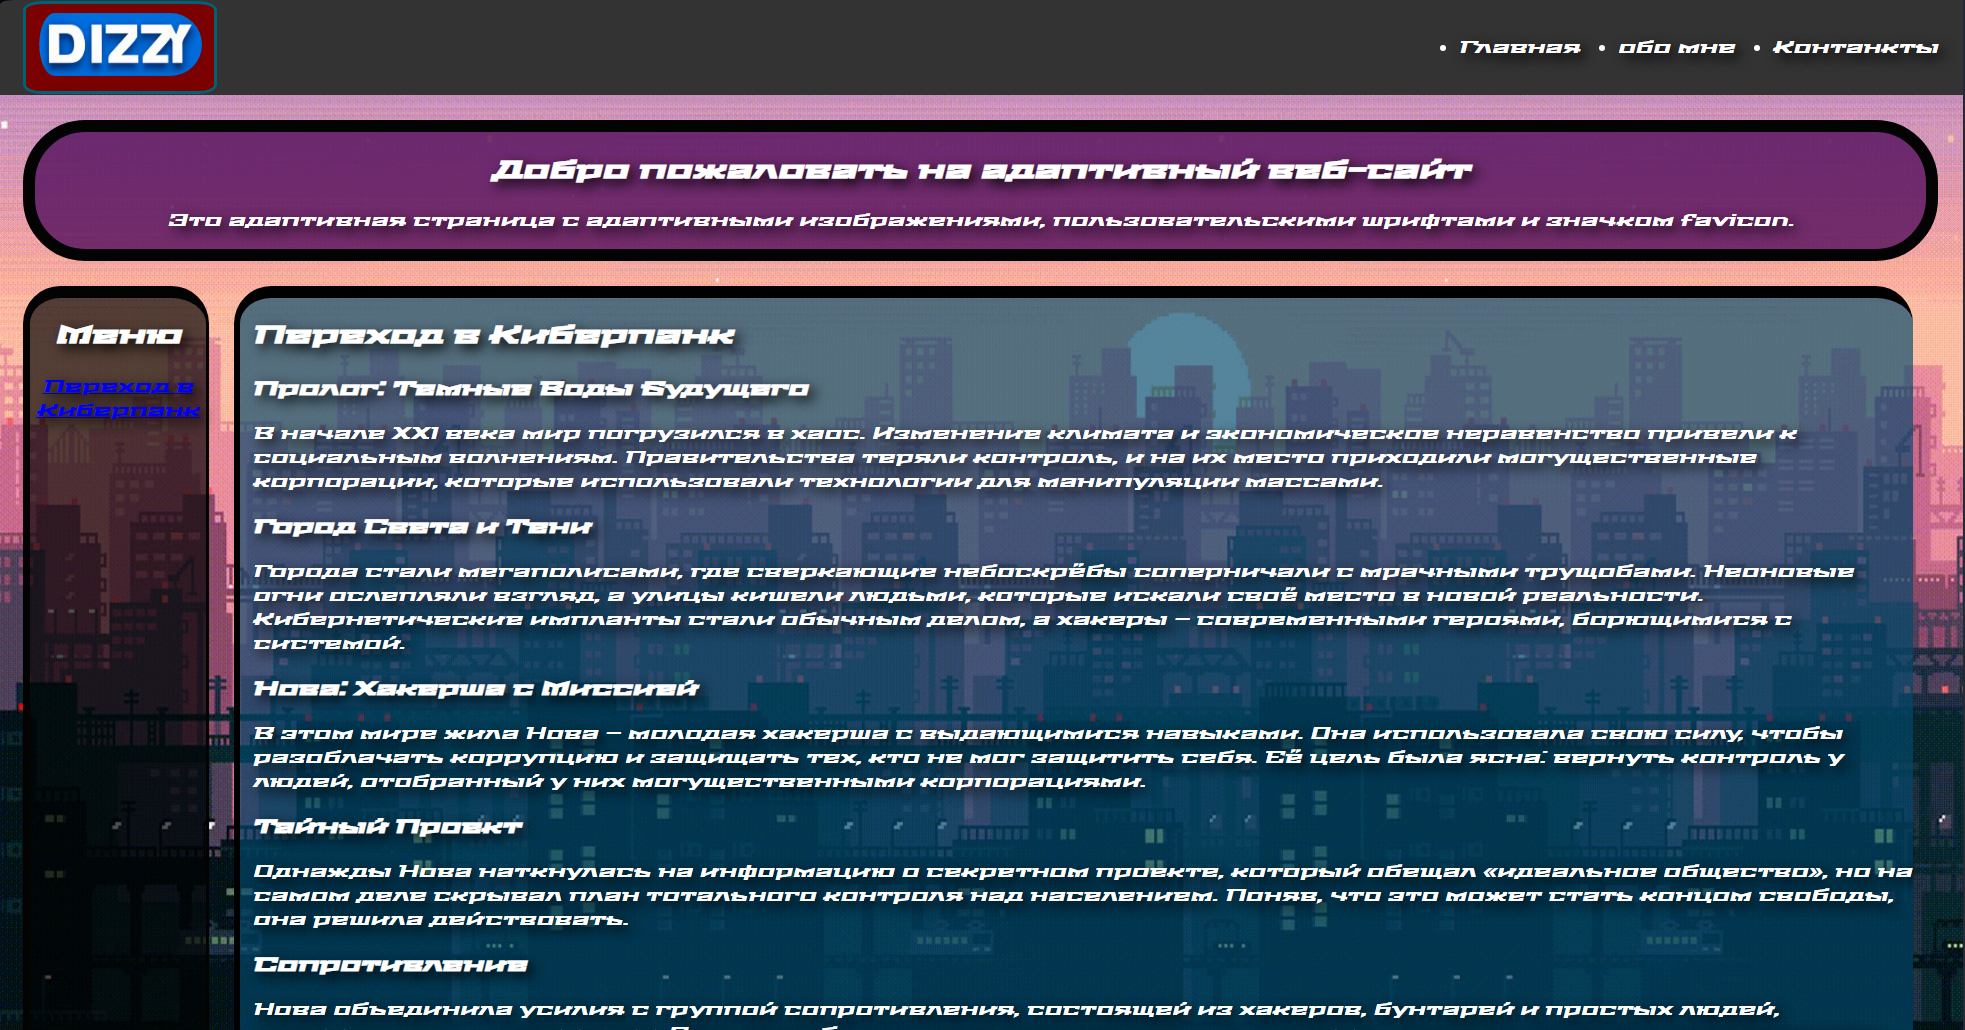 DIZZY
Главная
обо мне
Контанкты
Добро пожаловать на адаптивный веб-сайт
Это адаптивная страница с адаптивными изображениями, пользовательскими шрифтами и значком favicon.
Меню
Переход в
Киберпанк
Переход в Киберпанк
Пролог: Темные Воды Будущего
В начале XXI века мир погрузился в хаос. Изменение климата и экономическое неравенство привели к
социальным волнениям. Правительства теряли контроль, и на их место приходили могущественные
корпорации, которые использовали технологии для манипуляции массами.
Город Света и Тени
Города стали мегаполисами, где сверкающие небоскрёбы соперничали с мрачными трущобами. Неоновые
огни ослепляли взгляд, а улицы кишели людьми, которые искали своё место в новой реальности.
Кибернетические импланты стали обычным делом, а хакеры – современными героями, борющимися с
системой.
Нова: Хакерша с Миссией
В этом мире жила Нова – молодая хакерша с выдающимися навыками. Она использовала свою силу, чтобы
разоблачать коррупцию и защищать тех, кто не мог защитить себя. Её цель была ясна: вернуть контроль у
людей, отобранный у них могущественными корпорациями.
Тайный Проект
Однажды Нова наткнулась на информацию о секретном проекте, который обещал «идеальное общество», но на
самом деле скрывал план тотального контроля над населением. Поняв, что это может стать концом свободы,
она решила действовать.
Сопротивление
Нова объединила усилия с группой сопротивления, состоящей из хакеров, бунтарей и простых людей,